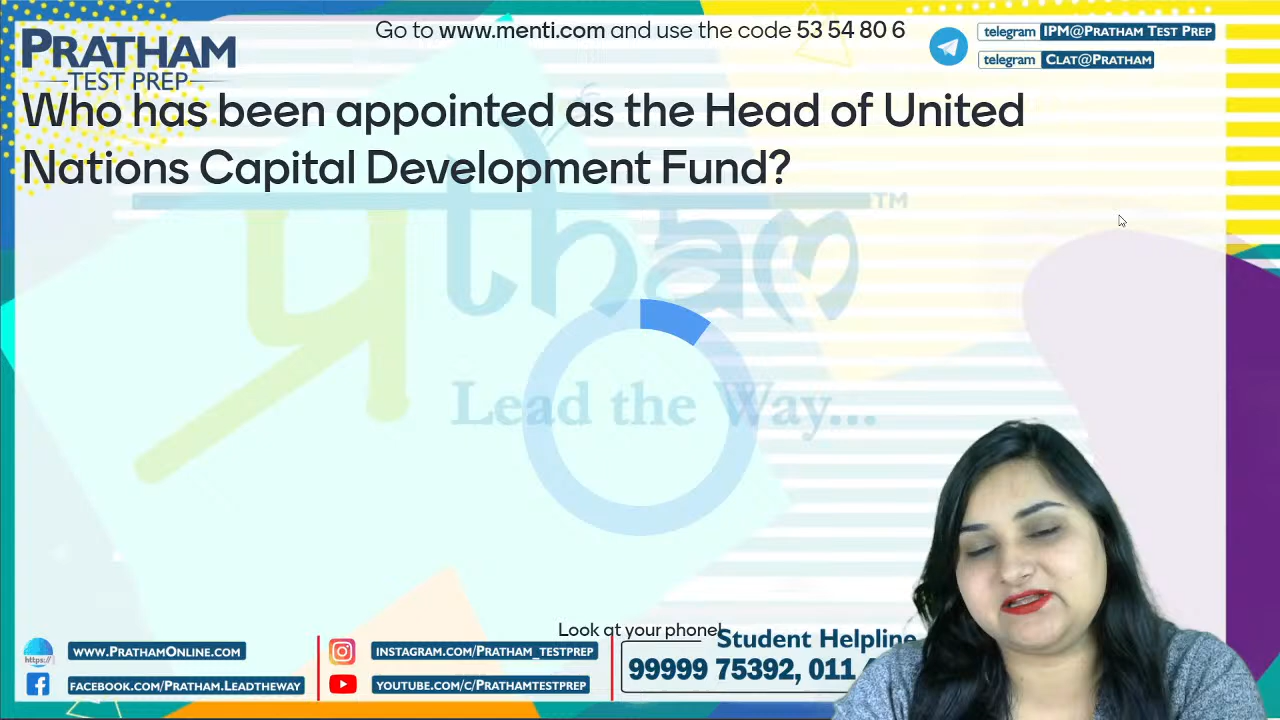 Go to www.menti.com and use the code 53 54 80 6
PRATHAM
TEST PREP
telegram IPM@PRATHAM TEST PREP
telegram CLAT@PRATHAM
Who has been appointed as the Head of United
Nations Capital Development Fund?
प्रtham TM
Lead the Way...
Look at your phone!
Student Helpline
99999 75392, 011
https://
WWW.PRATHAMONLINE.COM
FACEBOOK.COM/PRATHAM.LEADTHEWAY
INSTAGRAM.COM/PRATHAM_TESTPREP
YOUTUBE.COM/C/PRATHAMTESTPREP